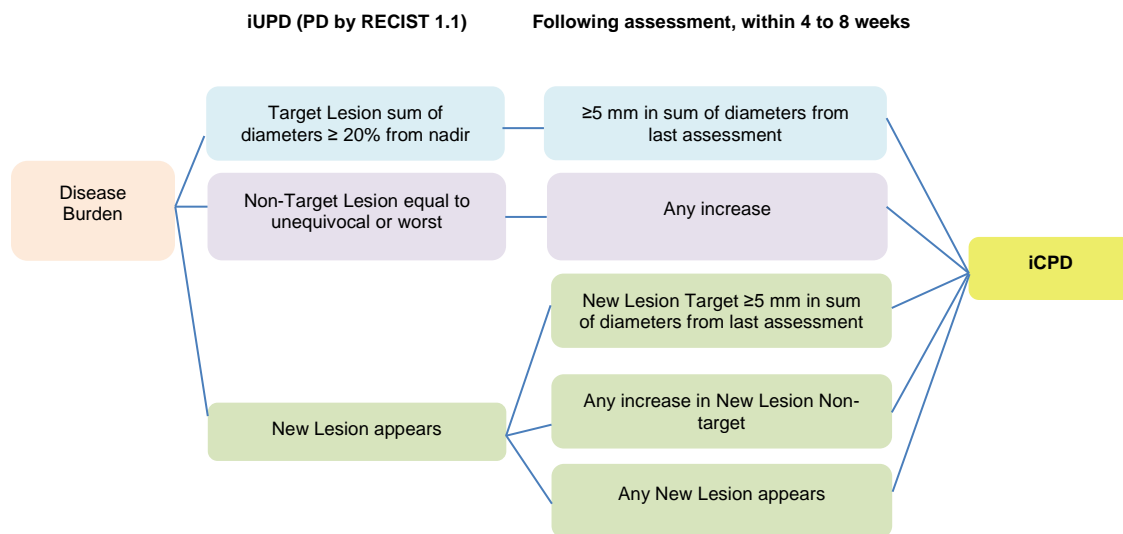 iUPD (PD by RECIST 1.1)
Following assessment, within 4 to 8 weeks
Disease
Burden
Target Lesion sum of
diameters ≥ 20% from nadir
≥5 mm in sum of diameters from
last assessment
Non-Target Lesion equal to
unequivocal or worst
Any increase
New Lesion appears
New Lesion Target ≥5 mm in sum
of diameters from last assessment
Any increase in New Lesion Non-
target
Any New Lesion appears
iCPD